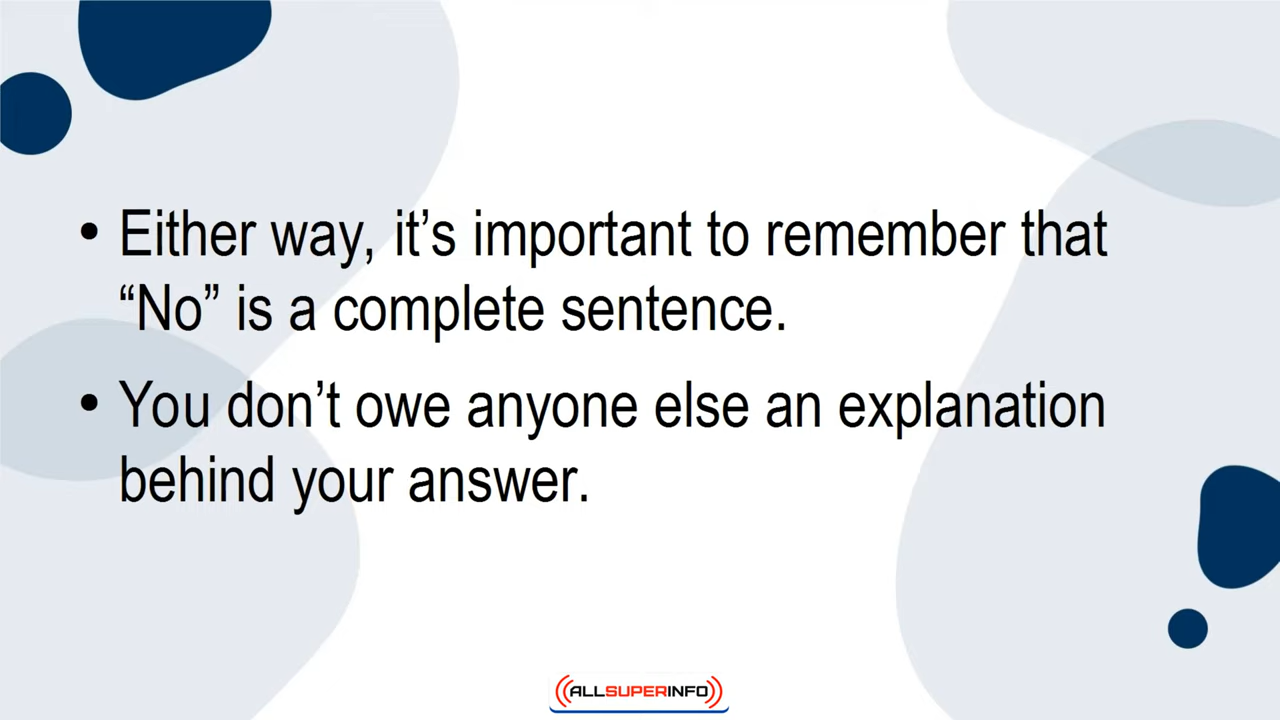 • Either way, it’s important to remember that
“No” is a complete sentence.
• You don’t owe anyone else an explanation
behind your answer.
ALLSUPERINFO